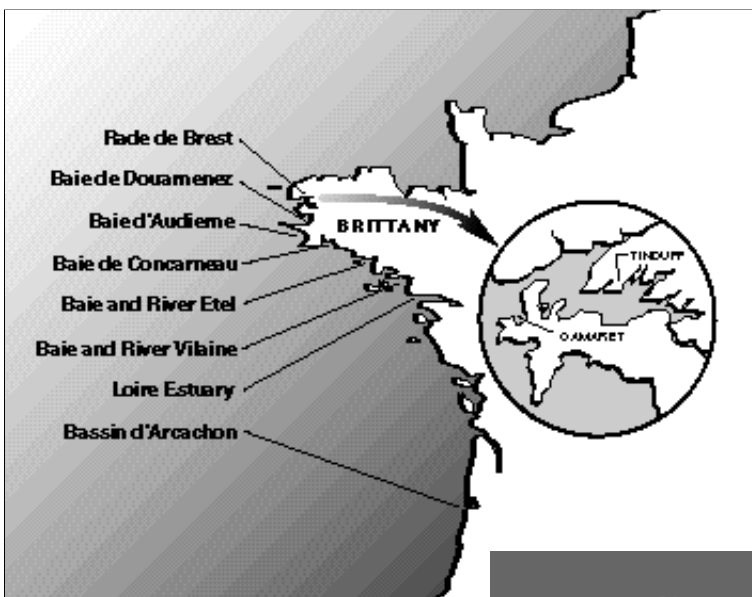 Rade de Brest
Baie de Douarnenez
Baie d'Audierne
BRITTANY
Baie de Concarneau
TINDUFF
Baie and River Etel
CAMARET
Baie and River Vilaine
Loire Estuary
Bassin d'Arcachon